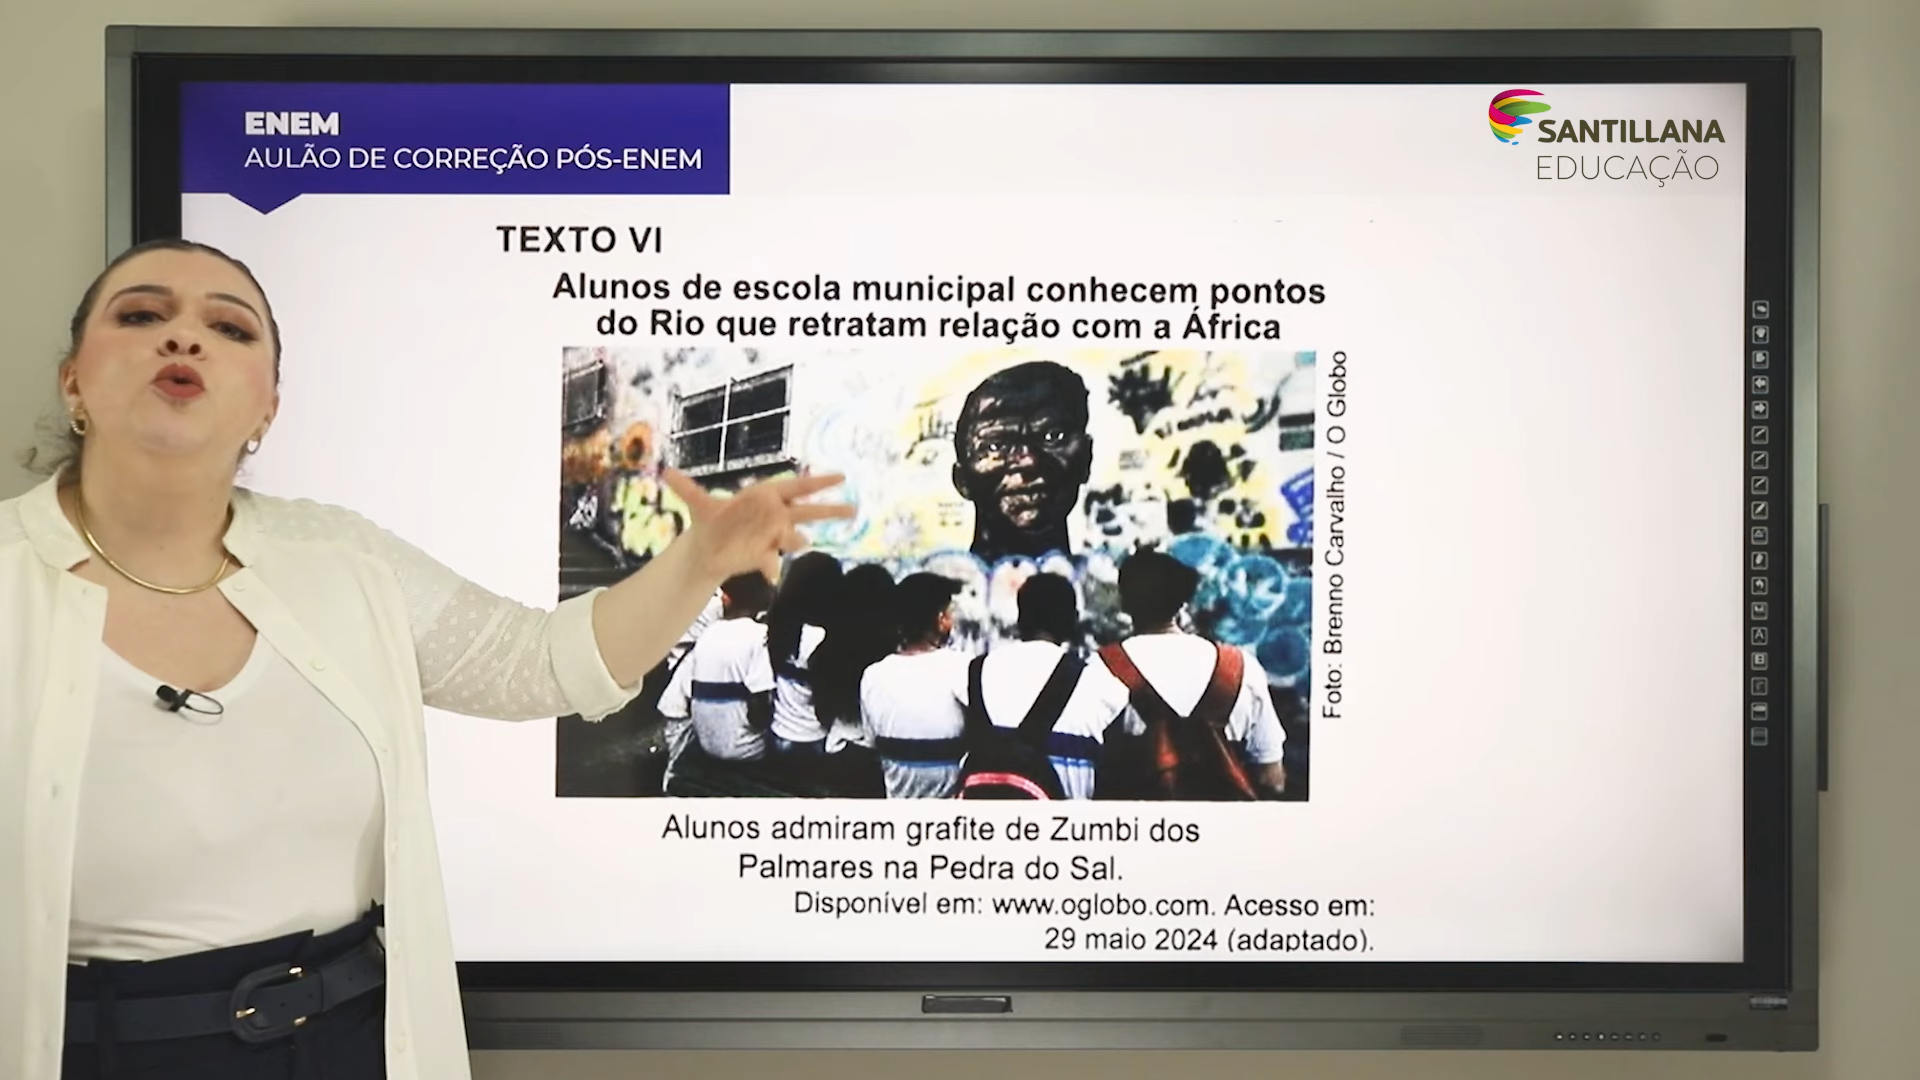 ENEM
AULÃO DE CORREÇÃO PÓS-ENEM
SANTILLANA
EDUCAÇÃO
TEXTO VI
Alunos de escola municipal conhecem pontos
do Rio que retratam relação com a África
Foto: Brenno Carvalho / O Globo
Alunos admiram grafite de Zumbi dos
Palmares na Pedra do Sal.
Disponível em: www.oglobo.com. Acesso em:
29 maio 2024 (adaptado).